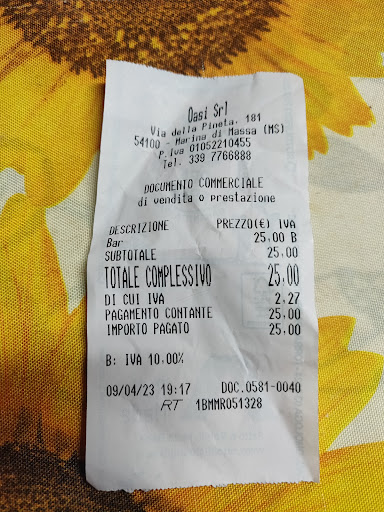 Oasi Srl
Via della Pineta, 181
54100 - Marina di Massa (MS)
P.Iva 01052210455
Tel. 339 7766888
DOCUMENTO COMMERCIALE
di vendita o prestazione
DESCRIZIONE PREZZO(€) IVA
Bar 25,00 B
SUBTOTALE 25,00
TOTALE COMPLESSIVO 25,00
DI CUI IVA 2,27
PAGAMENTO CONTANTE 25,00
IMPORTO PAGATO 25,00
B: IVA 10,00%
09/04/23 19:17 DOC.0581-0040
RT 1BMMR051328